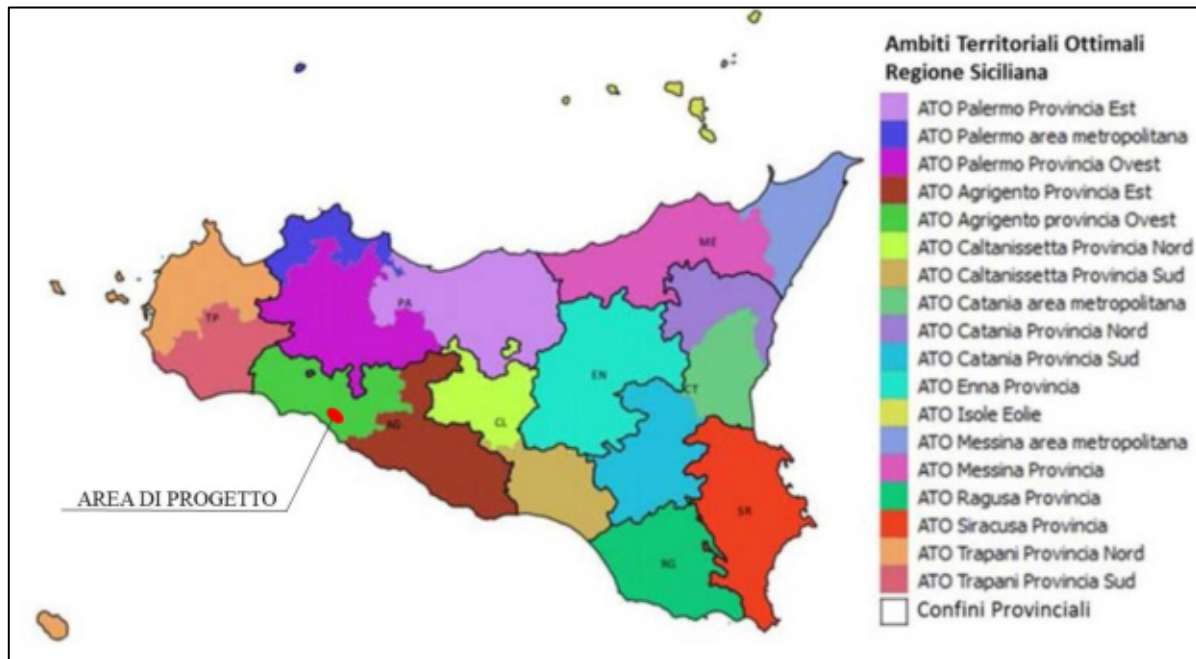 Ambiti Territoriali Ottimali
Regione Siciliana
ATO Palermo Provincia Est
ATO Palermo area metropolitana
ATO Palermo Provincia Ovest
ATO Agrigento Provincia Est
ATO Agrigento provincia Ovest
ATO Caltanissetta Provincia Nord
ATO Caltanissetta Provincia Sud
ATO Catania area metropolitana
ATO Catania Provincia Nord
ATO Catania Provincia Sud
ATO Enna Provincia
ATO Isole Eolie
ATO Messina area metropolitana
ATO Messina Provincia
ATO Ragusa Provincia
ATO Siracusa Provincia
ATO Trapani Provincia Nord
ATO Trapani Provincia Sud
Confini Provinciali
ME
PA
TP
EN
CT
CL
AG
SR
RG
AREA DI PROGETTO